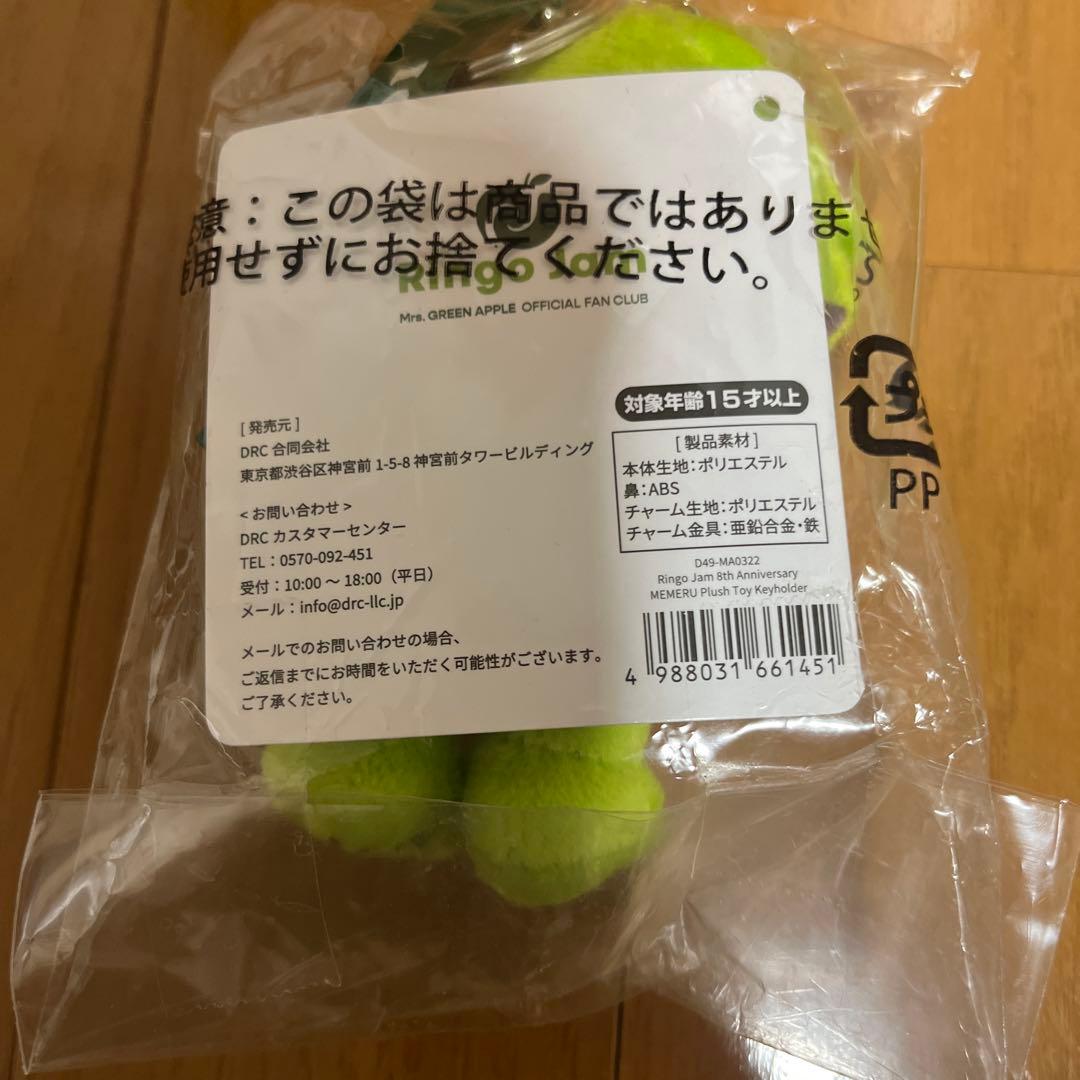 意：この袋は商品ではありませ
使用せずにお捨てください。
Ringo Jam
Mrs. GREEN APPLE OFFICIAL FAN CLUB
対象年齢15才以上
[製品素材]
本体生地：ポリエステル
鼻：ABS
チャーム生地：ポリエステル
チャーム金具：亜鉛合金・鉄
D49-MA0322
Ringo Jam 8th Anniversary
MEMERU Plush Toy Keyholder
4 988031 661451
[発売元]
DRC 合同会社
東京都渋谷区神宮前 1-5-8 神宮前タワービルディング
<お問い合わせ>
DRC カスタマーセンター
TEL：0570-092-451
受付：10:00 〜 18:00（平日）
メール：info@drc-llc.jp
メールでのお問い合わせの場合、
ご返信までにお時間をいただく可能性がございます。
ご了承ください。
PP